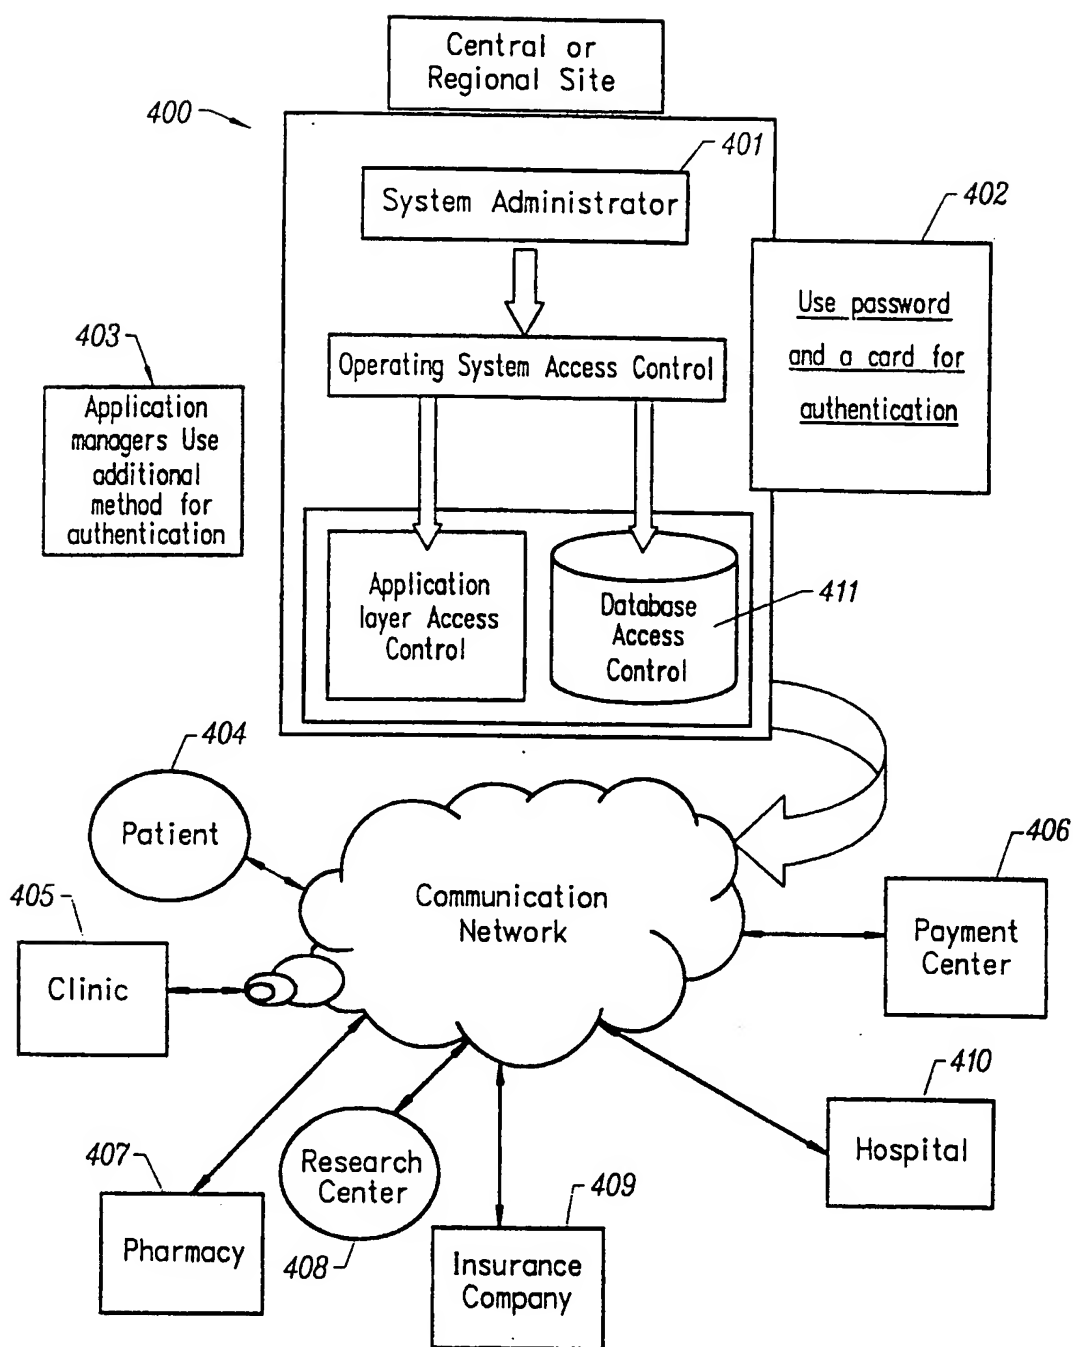 Central or
Regional Site
400
401
System Administrator
402
Use password
and a card for
authentication
Operating System Access Control
403
Application
managers Use
additional
method for
authentication
Application
layer Access
Control
Database
Access
Control
411
404
Patient
Communication
Network
406
Payment
Center
405
Clinic
410
Hospital
407
Pharmacy
Research
Center
408
409
Insurance
Company